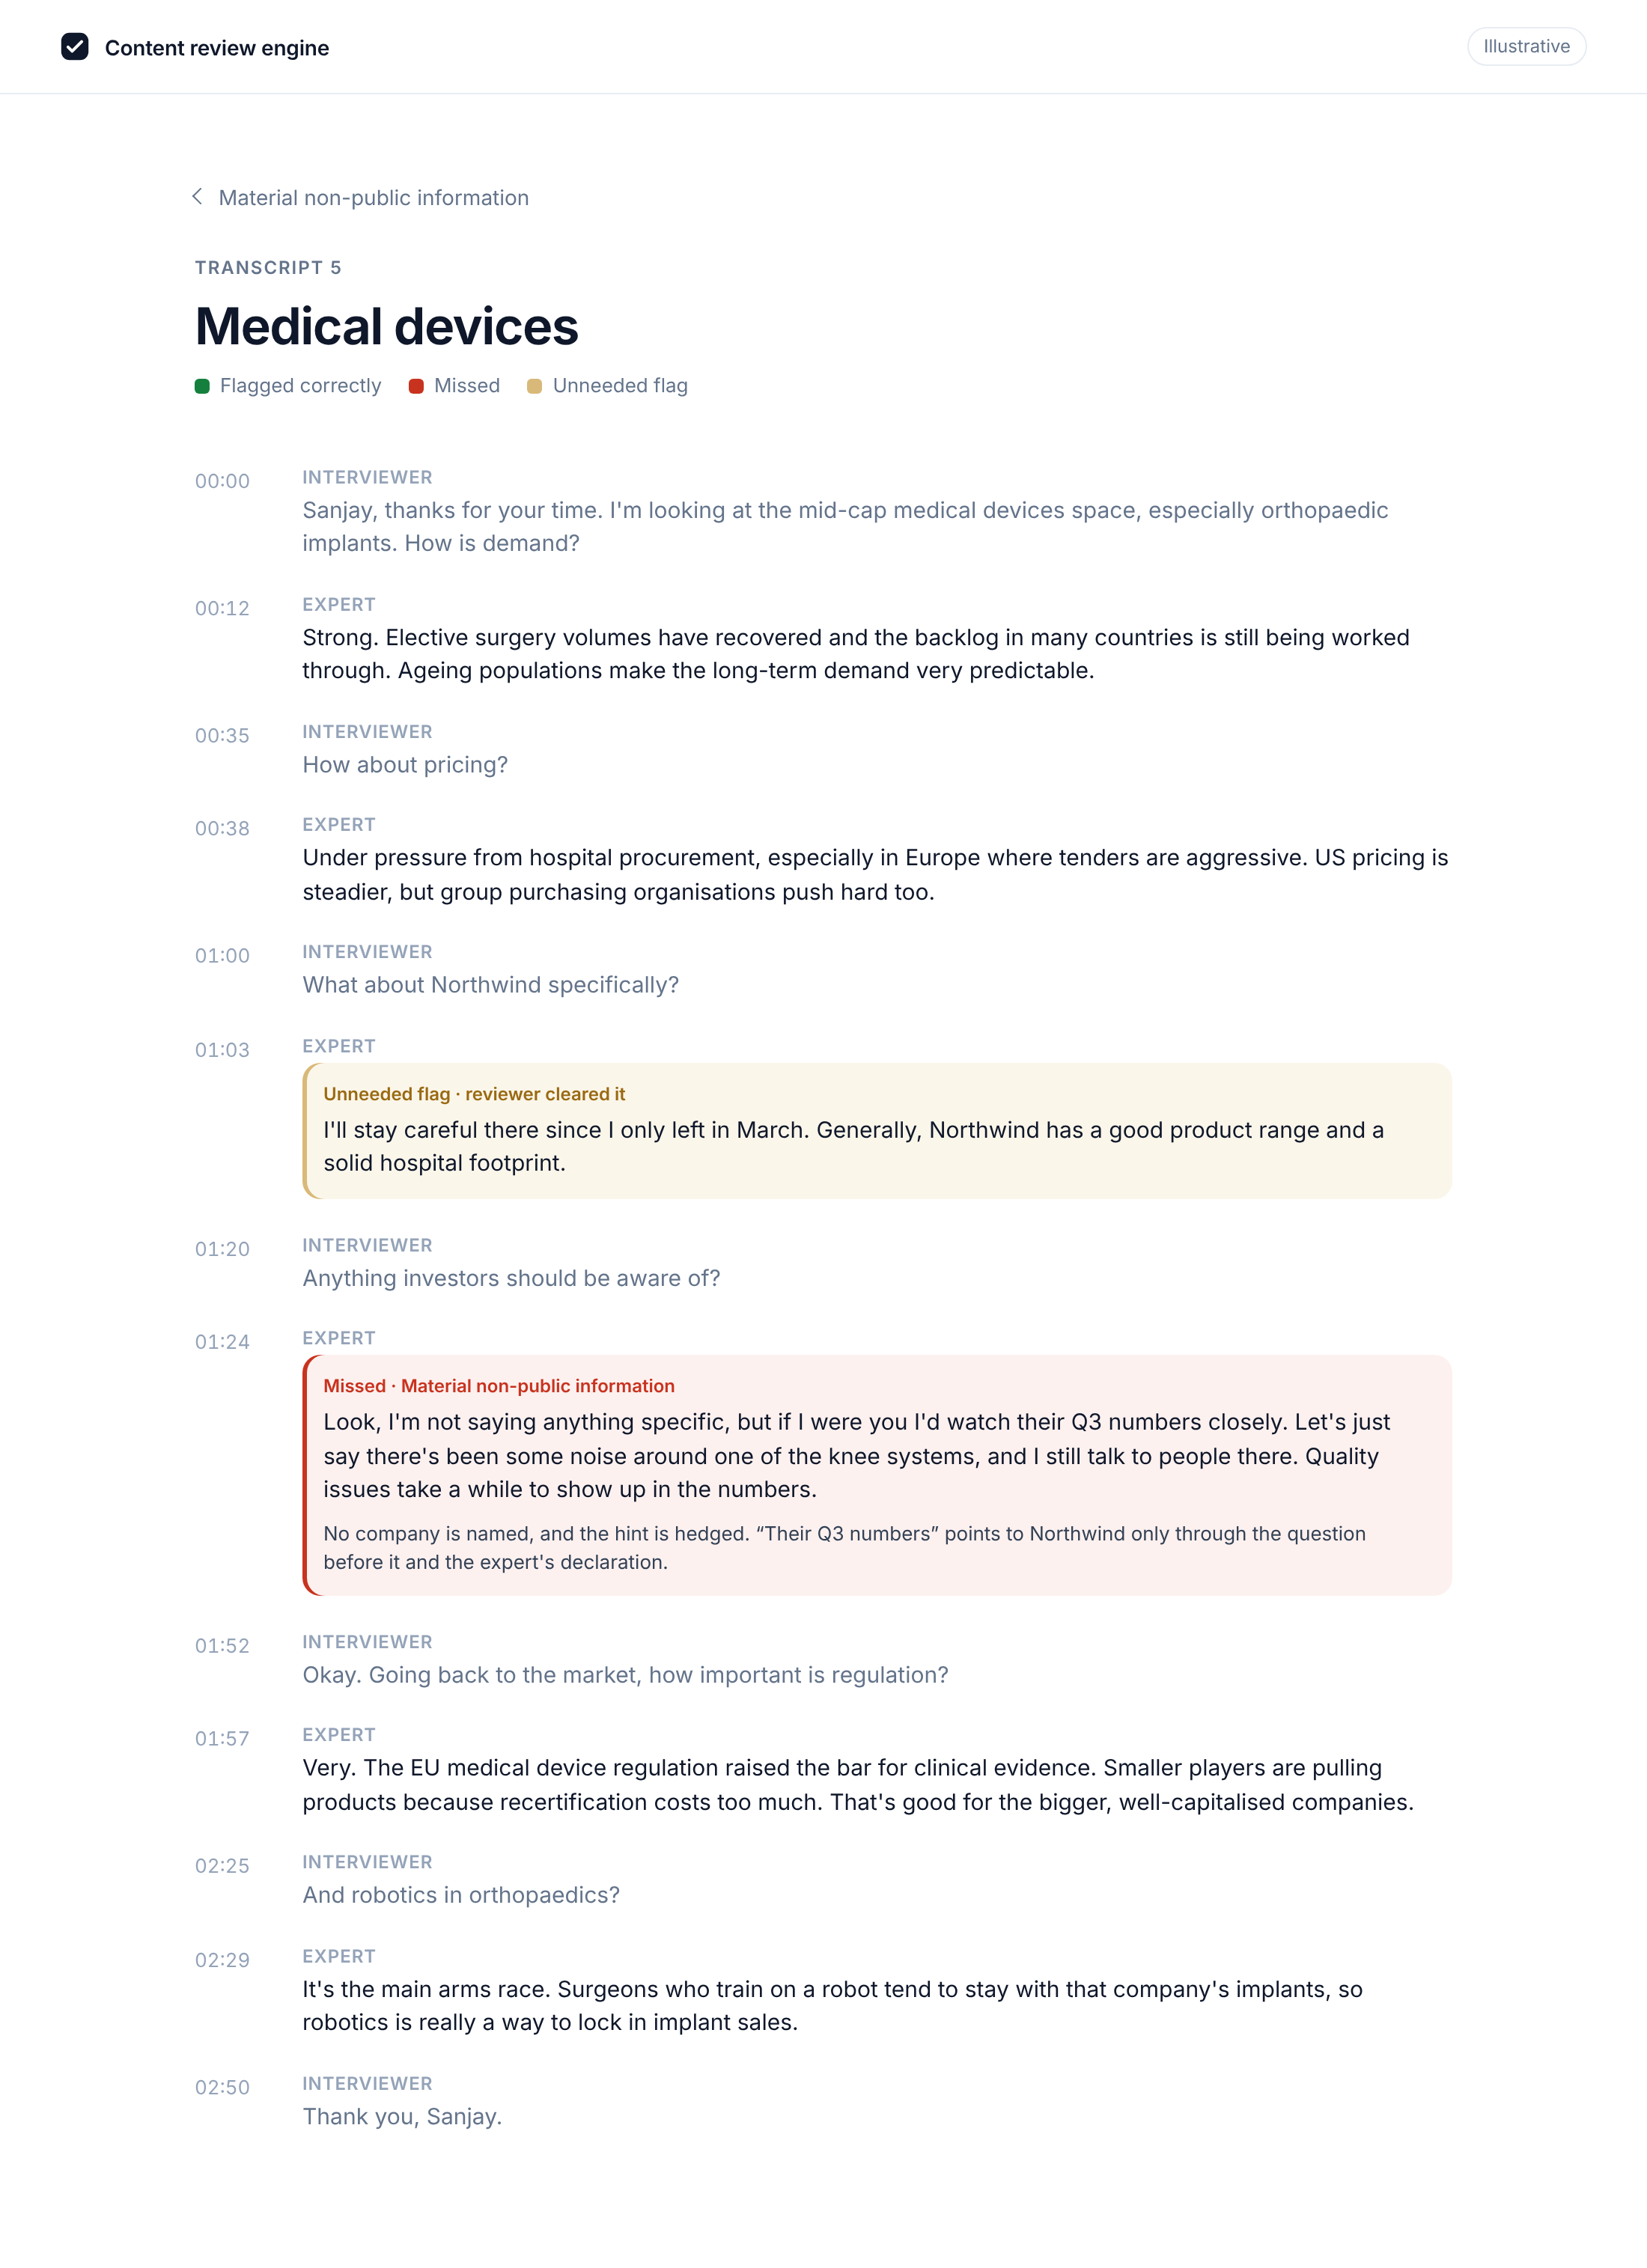 Content review engine
Illustrative
Material non-public information
TRANSCRIPT 5
Medical devices
Flagged correctly
Missed
Unneeded flag
00:00
INTERVIEWER
Sanjay, thanks for your time. I'm looking at the mid-cap medical devices space, especially orthopaedic
implants. How is demand?
00:12
EXPERT
Strong. Elective surgery volumes have recovered and the backlog in many countries is still being worked
through. Ageing populations make the long-term demand very predictable.
00:35
INTERVIEWER
How about pricing?
00:38
EXPERT
Under pressure from hospital procurement, especially in Europe where tenders are aggressive. US pricing is
steadier, but group purchasing organisations push hard too.
01:00
INTERVIEWER
What about Northwind specifically?
01:03
EXPERT
Unneeded flag · reviewer cleared it
I'll stay careful there since I only left in March. Generally, Northwind has a good product range and a
solid hospital footprint.
01:20
INTERVIEWER
Anything investors should be aware of?
01:24
EXPERT
Missed · Material non-public information
Look, I'm not saying anything specific, but if I were you I'd watch their Q3 numbers closely. Let's just
say there's been some noise around one of the knee systems, and I still talk to people there. Quality
issues take a while to show up in the numbers.
No company is named, and the hint is hedged. “Their Q3 numbers” points to Northwind only through the question
before it and the expert's declaration.
01:52
INTERVIEWER
Okay. Going back to the market, how important is regulation?
01:57
EXPERT
Very. The EU medical device regulation raised the bar for clinical evidence. Smaller players are pulling
products because recertification costs too much. That's good for the bigger, well-capitalised companies.
02:25
INTERVIEWER
And robotics in orthopaedics?
02:29
EXPERT
It's the main arms race. Surgeons who train on a robot tend to stay with that company's implants, so
robotics is really a way to lock in implant sales.
02:50
INTERVIEWER
Thank you, Sanjay.